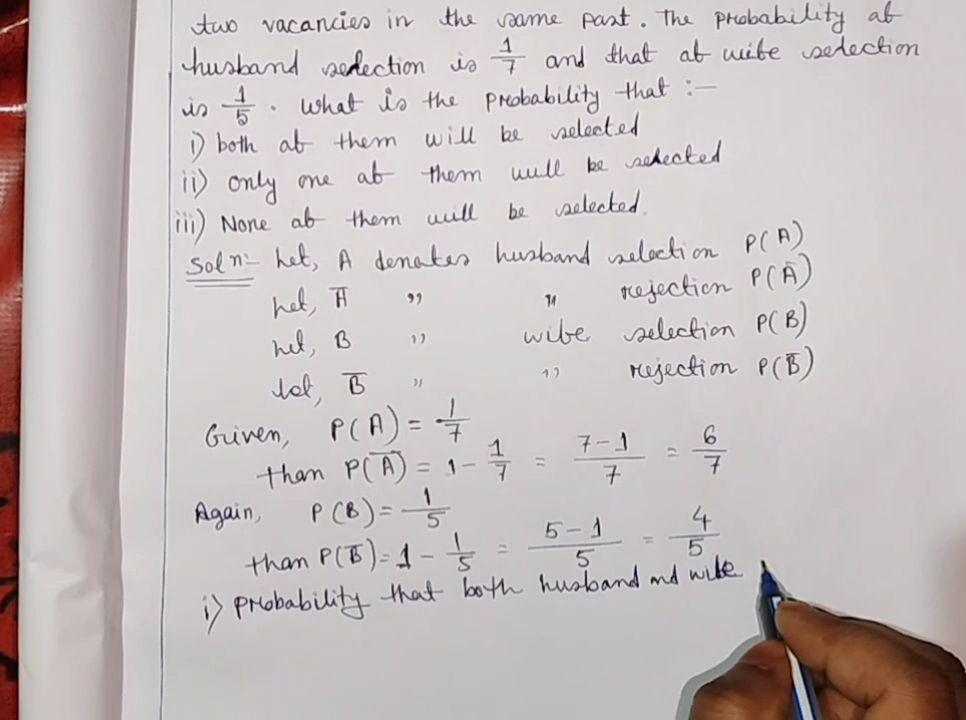 two vacancies in the same past. The probability of
husband selection is 1/7 and that of wife selection
is 1/5. What is the probability that :-
i) both of them will be selected
ii) only one of them will be selected
iii) None of them will be selected.
Solⁿ:- Let, A denotes husband selection P(A)
Let, A̅ ,, ,, rejection P(A̅)
Let, B ,, wife selection P(B)
Let, B̅ ,, ,, rejection P(B̅)
Given, P(A) = 1/7
than P(A̅) = 1 - 1/7 = 7-1/7 = 6/7
Again, P(B) = 1/5
than P(B̅) = 1 - 1/5 = 5-1/5 = 4/5
i) Probability that both husband and wife